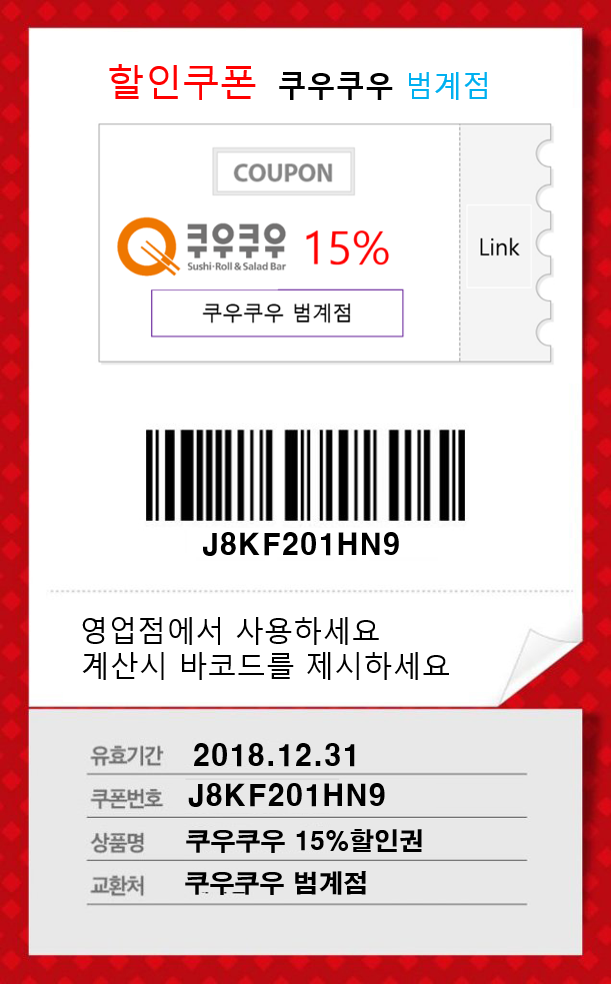 할인쿠폰 쿠우쿠우 범계점
COUPON
쿠우쿠우 15%
Sushi·Roll & Salad Bar
Link
쿠우쿠우 범계점
J8KF201HN9
영업점에서 사용하세요
계산시 바코드를 제시하세요
유효기간 2018.12.31
쿠폰번호 J8KF201HN9
상품명 쿠우쿠우 15%할인권
교환처 쿠우쿠우 범계점